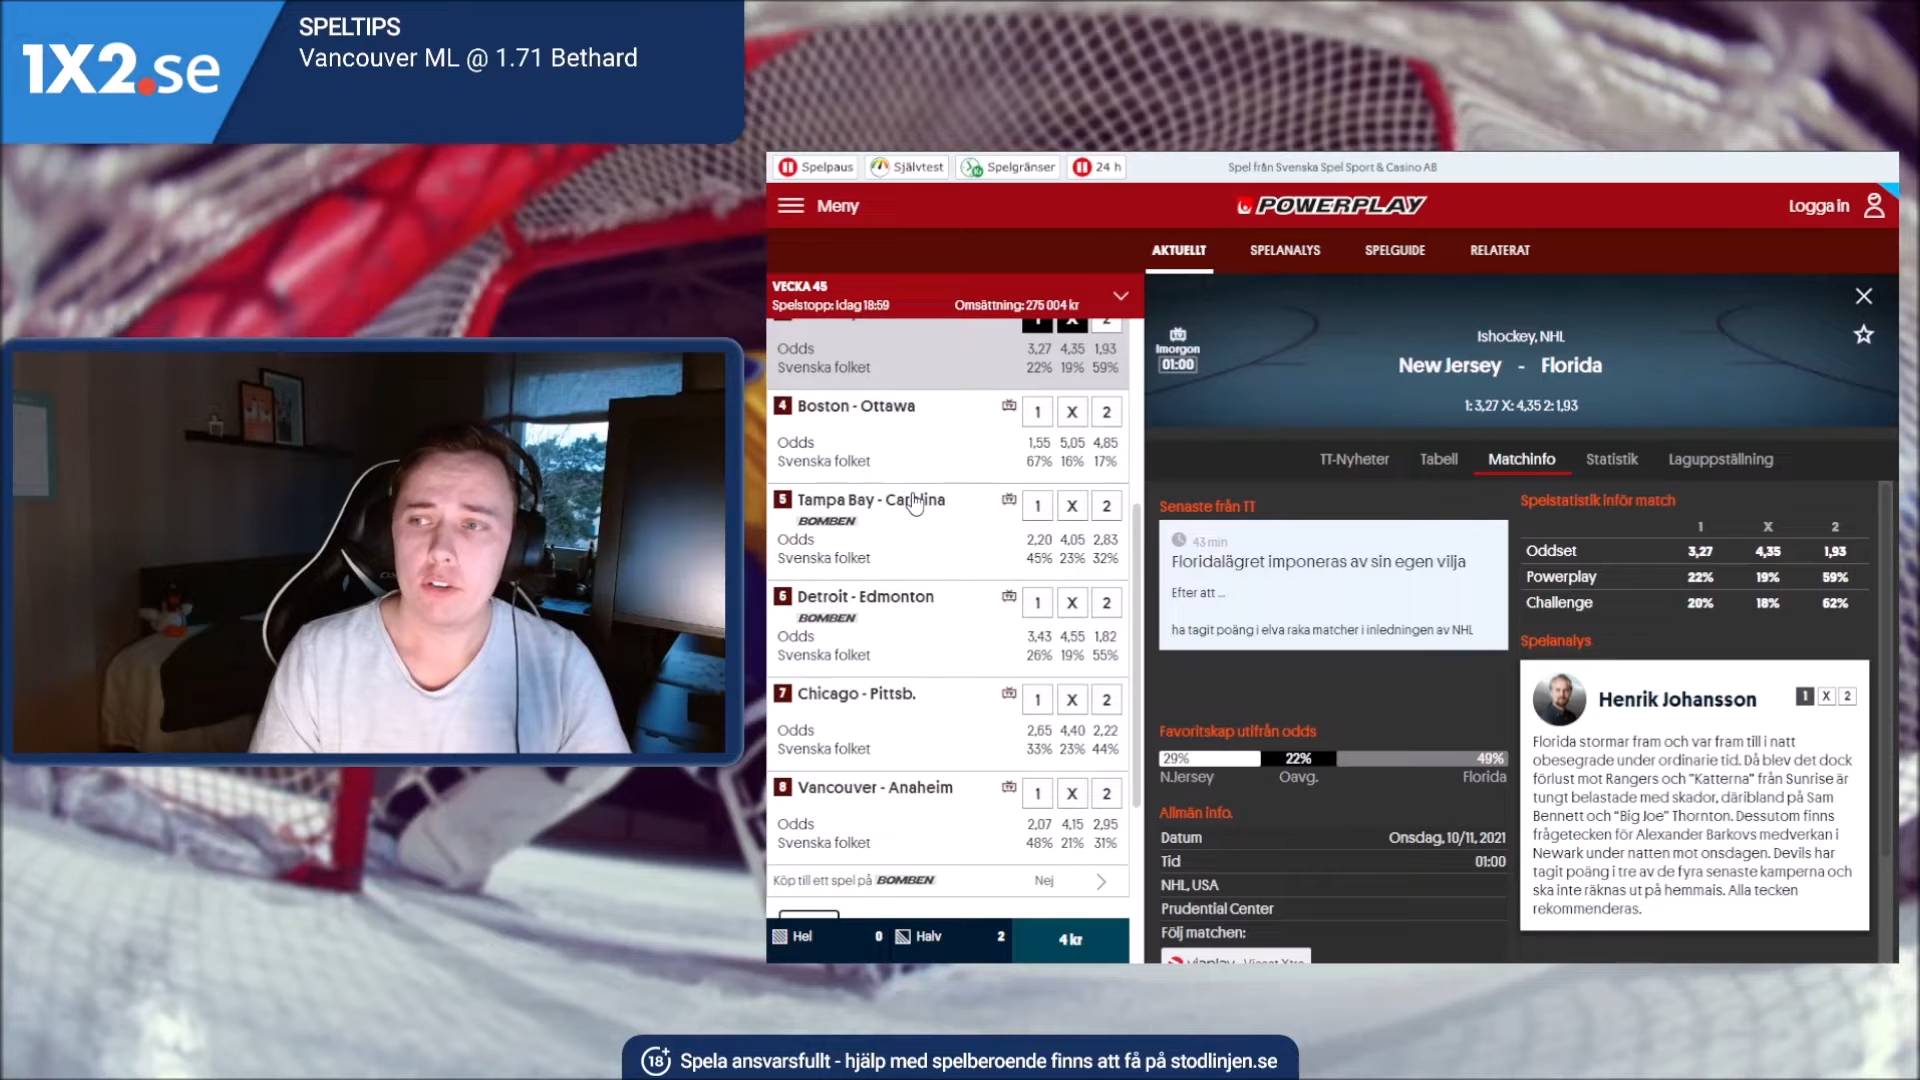 1X2.se
SPELTIPS
Vancouver ML @ 1.71 Bethard
Spelpaus
Självtest
Spelgränser
24 h
Spel från Svenska Spel Sport & Casino AB
Meny
POWERPLAY
Logga in
AKTUELLT
SPELANALYS
SPELGUIDE
RELATERAT
VECKA 45
Spelstopp: Idag 18:59
Omsättning: 275 004 kr
1 X 2
Odds 3,27 4,35 1,93
Svenska folket 22% 19% 59%
4 Boston - Ottawa 1 X 2
Odds 1,55 5,05 4,85
Svenska folket 67% 16% 17%
5 Tampa Bay - Carolina 1 X 2
BOMBEN
Odds 2,20 4,05 2,83
Svenska folket 45% 23% 32%
6 Detroit - Edmonton 1 X 2
BOMBEN
Odds 3,43 4,55 1,82
Svenska folket 26% 19% 55%
7 Chicago - Pittsb. 1 X 2
Odds 2,65 4,40 2,22
Svenska folket 33% 23% 44%
8 Vancouver - Anaheim 1 X 2
Odds 2,07 4,15 2,95
Svenska folket 48% 21% 31%
Köp till ett spel på BOMBEN Nej
Hel 0 Halv 2 4 kr
Imorgon
01:00
Ishockey, NHL
New Jersey - Florida
1: 3,27 X: 4,35 2: 1,93
TT-Nyheter
Tabell
Matchinfo
Statistik
Laguppställning
Senaste från TT
43 min
Floridalägret imponeras av sin egen vilja
Efter att ...
ha tagit poäng i elva raka matcher i inledningen av NHL
Favoritskap utifrån odds
29% 22% 49%
N.Jersey Oavg. Florida
Allmän info.
Datum Onsdag, 10/11, 2021
Tid 01:00
NHL, USA
Prudential Center
Följ matchen:
viaplay
Spelstatistik inför match
1 X 2
Oddset 3,27 4,35 1,93
Powerplay 22% 19% 59%
Challenge 20% 18% 62%
Spelanalys
Henrik Johansson 1 X 2
Florida stormar fram och var fram till i natt
obesegrade under ordinarie tid. Då blev det dock
förlust mot Rangers och "Katterna" från Sunrise är
tungt belastade med skador, däribland på Sam
Bennett och "Big Joe" Thornton. Dessutom finns
frågetecken för Alexander Barkovs medverkan i
Newark under natten mot onsdagen. Devils har
tagit poäng i tre av de fyra senaste kamperna och
ska inte räknas ut på hemmais. Alla tecken
rekommenderas.
18+ Spela ansvarsfullt - hjälp med spelberoende finns att få på stodlinjen.se